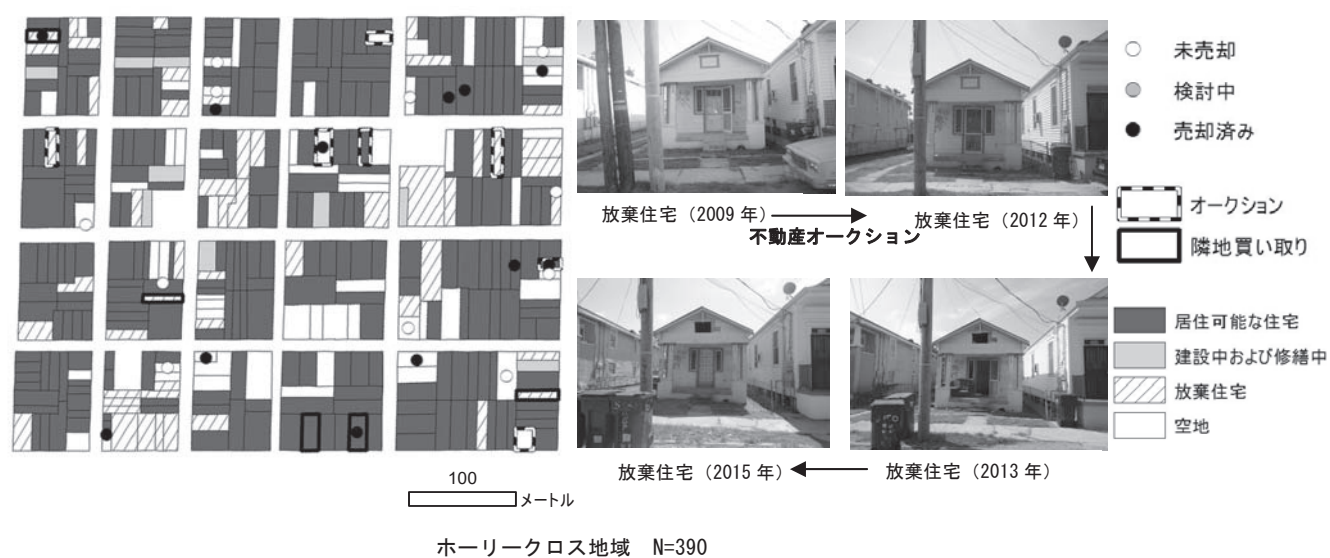 未売却
検討中
売却済み
オークション
隣地買い取り
居住可能な住宅
建設中および修繕中
放棄住宅
空地
放棄住宅（2009 年）
不動産オークション
放棄住宅（2012 年）
放棄住宅（2015 年）
放棄住宅（2013 年）
100
メートル
ホーリークロス地域　N=390